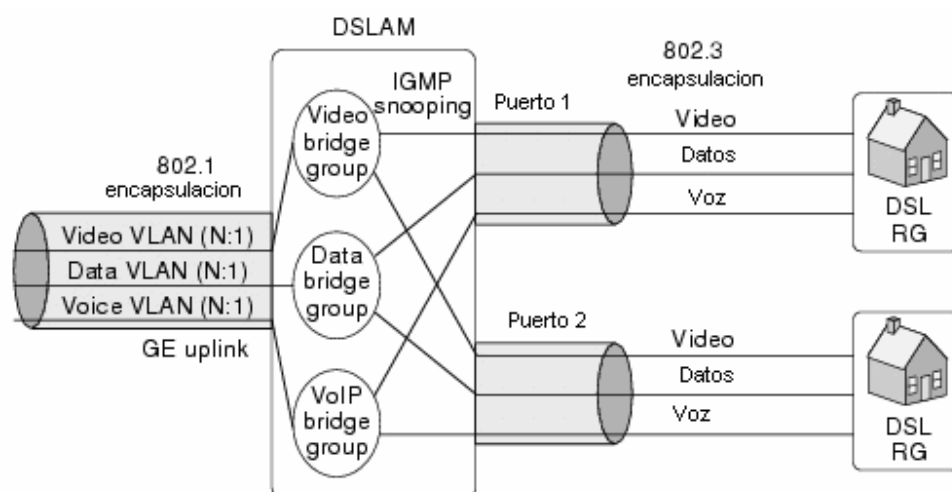 DSLAM
802.3
encapsulacion
IGMP
snooping
Puerto 1
Video
bridge
group
Video
Datos
Voz
802.1
encapsulacion
DSL
RG
Video VLAN (N:1)
Data VLAN (N:1)
Voice VLAN (N:1)
GE uplink
Data
bridge
group
Puerto 2
Video
Datos
Voz
VoIP
bridge
group
DSL
RG